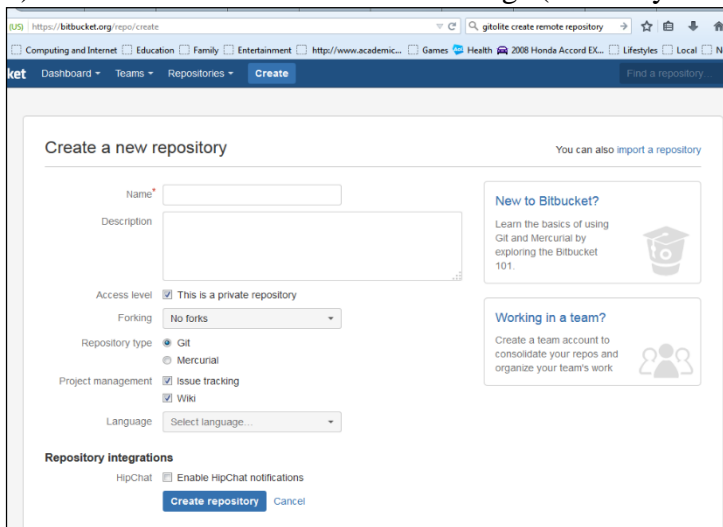 (US) https://bitbucket.org/repo/create gitolite create remote repository
Computing and Internet Education Family Entertainment http://www.academic... Games Health 2008 Honda Accord EX... Lifestyles Local N
ket Dashboard Teams Repositories Create Find a repository...
Create a new repository
You can also import a repository
Name*
Description
Access level This is a private repository
Forking No forks
Repository type Git
Mercurial
Project management Issue tracking
Wiki
Language Select language...
Repository integrations
HipChat Enable HipChat notifications
Create repository Cancel
New to Bitbucket?
Learn the basics of using
Git and Mercurial by
exploring the Bitbucket
101.
Working in a team?
Create a team account to
consolidate your repos and
organize your team's work